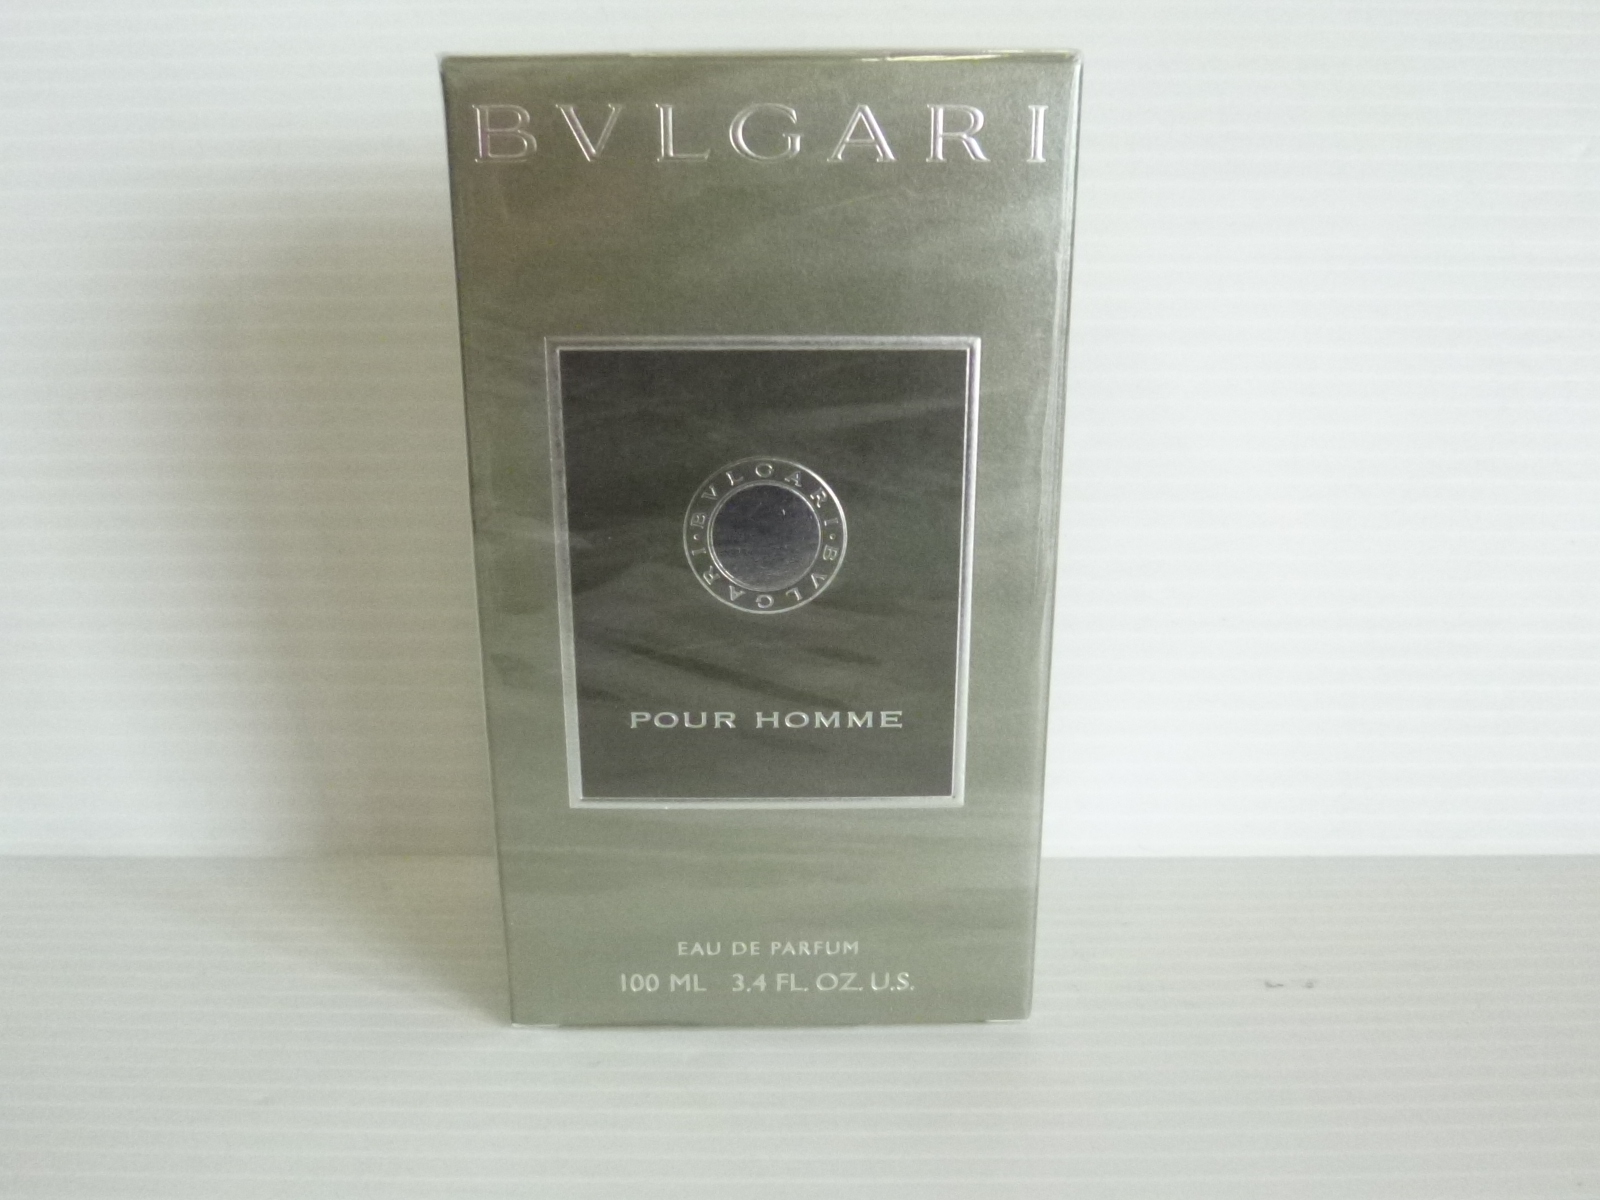 BVLGARI
BVLGARI · BVLGARI ·
POUR HOMME
EAU DE PARFUM
100 ML 3.4 FL. OZ. U.S.